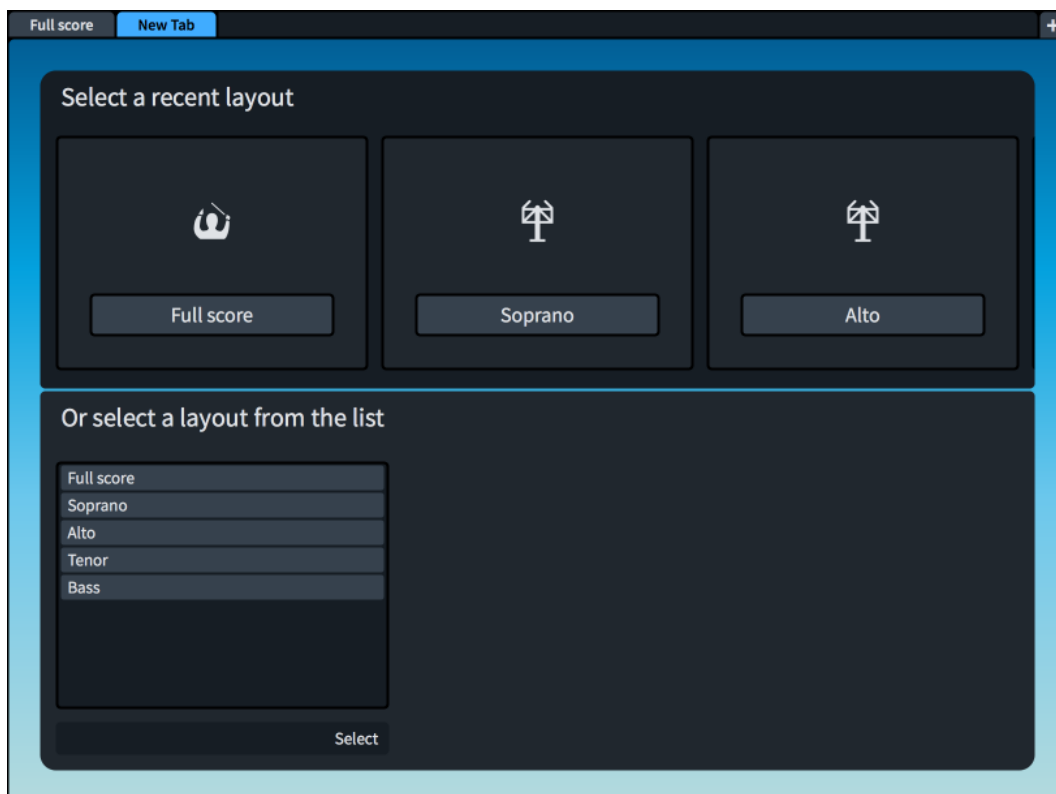 Full score New Tab +
Select a recent layout
Full score Soprano Alto
Or select a layout from the list
Full score
Soprano
Alto
Tenor
Bass
Select